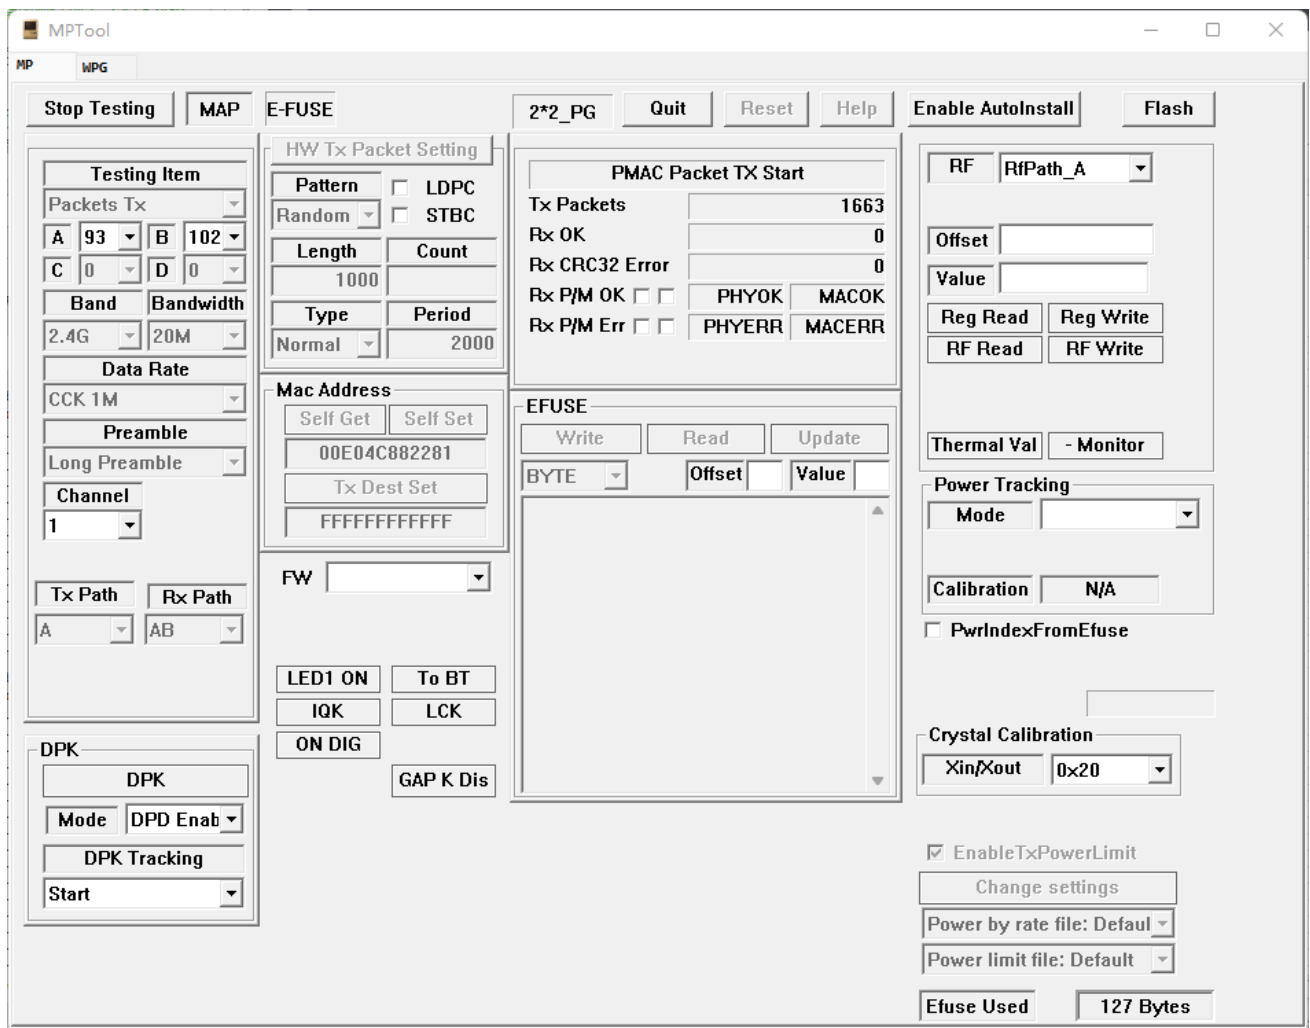 MPTool
MP WPG
Stop Testing MAP E-FUSE 2*2_PG Quit Reset Help Enable AutoInstall Flash
Testing Item
Packets Tx
A 93 B 102
C 0 D 0
Band Bandwidth
2.4G 20M
Data Rate
CCK 1M
Preamble
Long Preamble
Channel
1
Tx Path Rx Path
A AB
DPK
DPK
Mode DPD Enab
DPK Tracking
Start
HW Tx Packet Setting
Pattern LDPC
Random STBC
Length Count
1000
Type Period
Normal 2000
Mac Address
Self Get Self Set
00E04C882281
Tx Dest Set
FFFFFFFFFFFF
FW
LED1 ON To BT
IQK LCK
ON DIG
GAP K Dis
PMAC Packet TX Start
Tx Packets 1663
Rx OK 0
Rx CRC32 Error 0
Rx P/M OK PHYOK MACOK
Rx P/M Err PHYERR MACERR
EFUSE
Write Read Update
BYTE Offset Value
RF RfPath_A
Offset
Value
Reg Read Reg Write
RF Read RF Write
Thermal Val - Monitor
Power Tracking
Mode
Calibration N/A
PwrIndexFromEfuse
Crystal Calibration
Xin/Xout 0x20
EnableTxPowerLimit
Change settings
Power by rate file: Defaul
Power limit file: Default
Efuse Used 127 Bytes